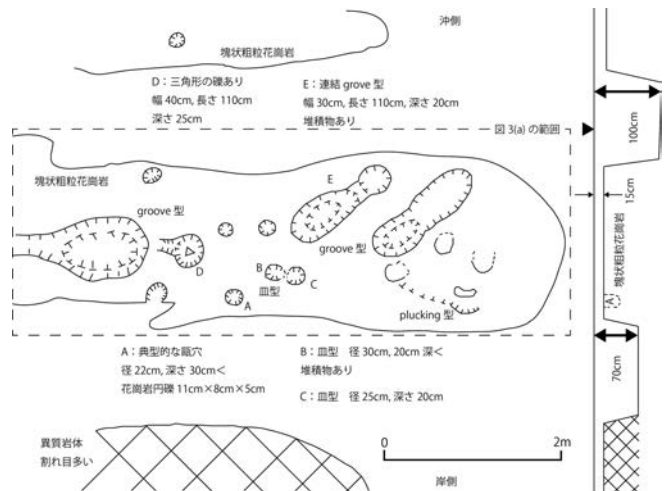 沖側
塊状粗粒花崗岩
D：三角形の礫あり
幅 40cm, 長さ 110cm
深さ 25cm
E：連結 grove 型
幅 30cm, 長さ 110cm, 深さ 20cm
堆積物あり
図 3(a) の範囲
100cm
塊状粗粒花崗岩
groove 型
E
15cm
groove 型
D
B
皿型
C
A
plucking 型
塊状粗粒花崗岩
A
A：典型的な甌穴
径 22cm, 深さ 30cm＜
花崗岩円礫 11cm×8cm×5cm
B：皿型　径 30cm, 20cm 深＜
堆積物あり
C：皿型　径 25cm, 深さ 20cm
70cm
異質岩体
割れ目多い
0
2m
岸側